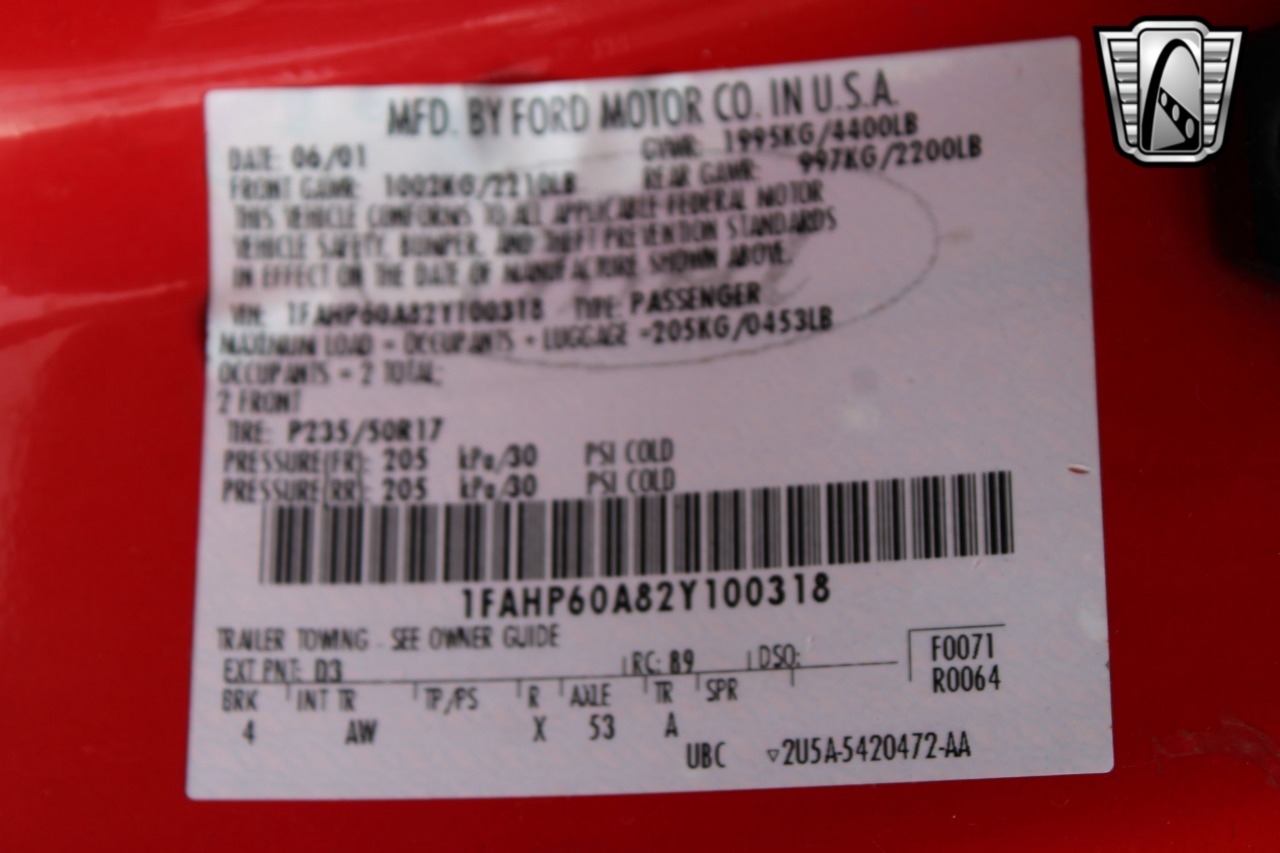 MFD. BY FORD MOTOR CO. IN U.S.A.
DATE: 06/01 GVWR: 1995KG/4400LB
FRONT GAWR: 1002KG/2210LB REAR GAWR: 997KG/2200LB
THIS VEHICLE CONFORMS TO ALL APPLICABLE FEDERAL MOTOR
VEHICLE SAFETY, BUMPER, AND THEFT PREVENTION STANDARDS
IN EFFECT ON THE DATE OF MANUFACTURE SHOWN ABOVE.
VIN: 1FAHP60A82Y100318 TYPE: PASSENGER
MAXIMUM LOAD = OCCUPANTS + LUGGAGE =205KG/0453LB
OCCUPANTS = 2 TOTAL:
2 FRONT
TIRE: P235/50R17
PRESSURE(FR): 205 kPa/30 PSI COLD
PRESSURE(RR): 205 kPa/30 PSI COLD
1FAHP60A82Y100318
TRAILER TOWING - SEE OWNER GUIDE
EXT PNT: D3 RC: B9 DSO:
F0071
R0064
BRK INT TR TP/PS R AXLE TR SPR
4 AW X 53 A
UBC ▽2U5A-5420472-AA